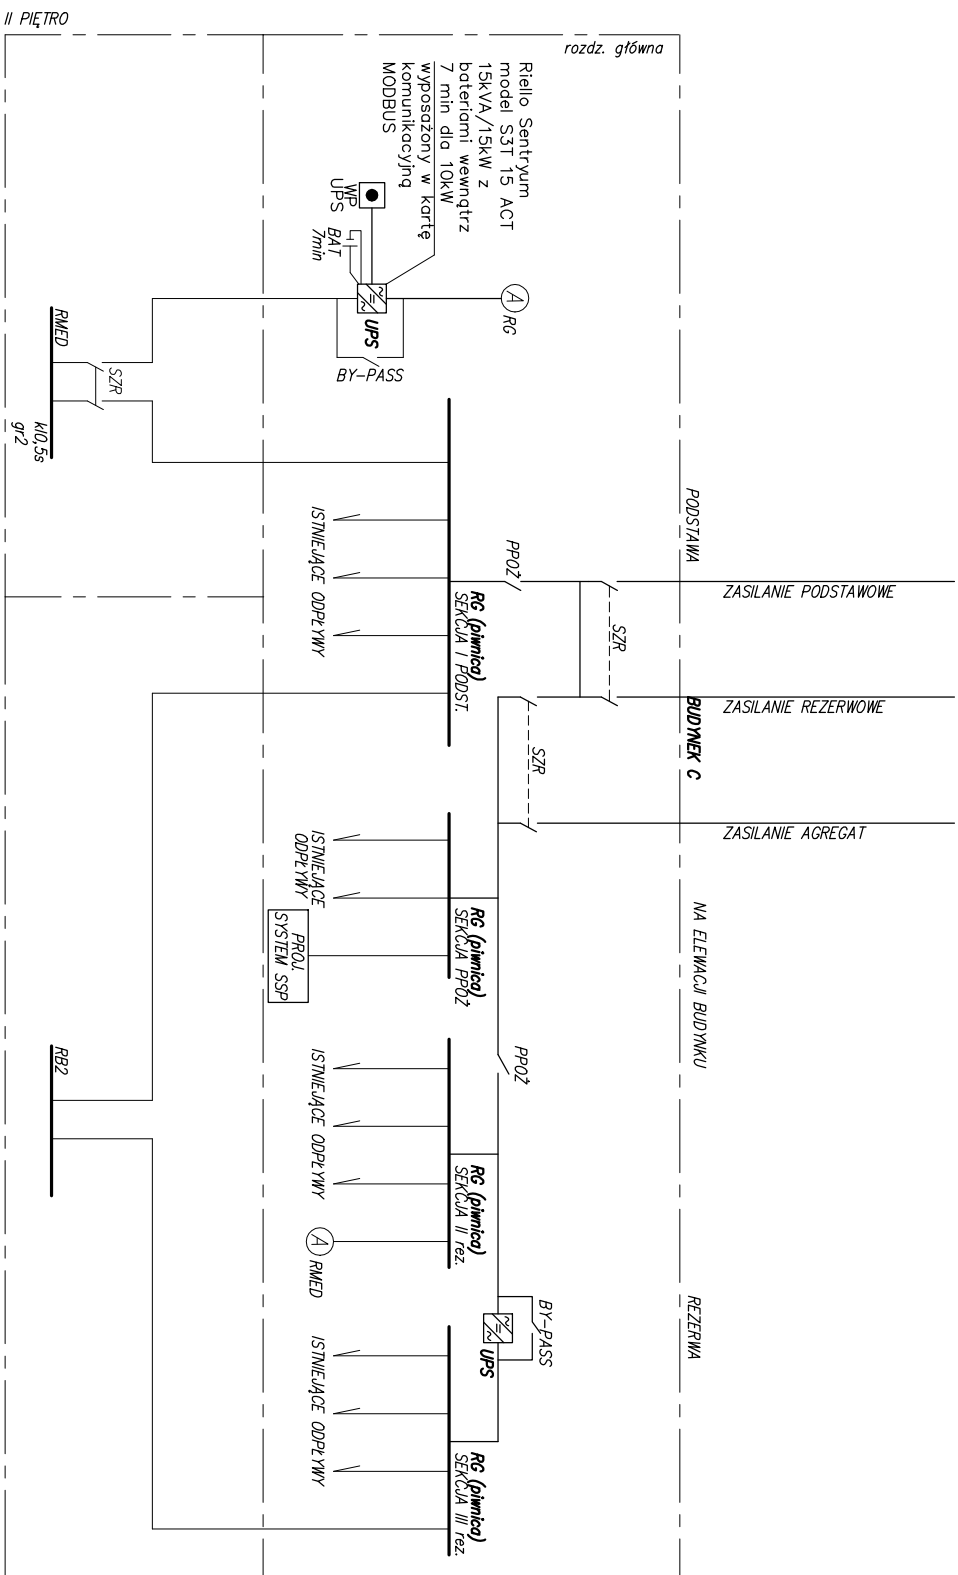 II PIĘTRO
rozdz. główna
Riello Sentryum
model S3T 15 ACT
15kVA/15kW z
bateriami wewnątrz
7 min dla 10kW
wyposażony w kartę
komunikacyjną
MODBUS
WP
UPS
BAT
7min
UPS
BY-PASS
A
RG
RMED
SZR
kl0,5s
gr2
PODSTAWA
ZASILANIE PODSTAWOWE
PPOŻ
SZR
RG (piwnica)
SEKCJA I PODST.
ISTNIEJĄCE ODPŁYWY
BUDYNEK C
ZASILANIE REZERWOWE
SZR
ZASILANIE AGREGAT
NA ELEWACJI BUDYNKU
RG (piwnica)
SEKCJA PPOŻ
ISTNIEJĄCE
ODPŁYWY
PROJ.
SYSTEM SSP
PPOŻ
RG (piwnica)
SEKCJA II rez.
ISTNIEJĄCE ODPŁYWY
A
RMED
RB2
REZERWA
BY-PASS
UPS
RG (piwnica)
SEKCJA III rez.
ISTNIEJĄCE ODPŁYWY